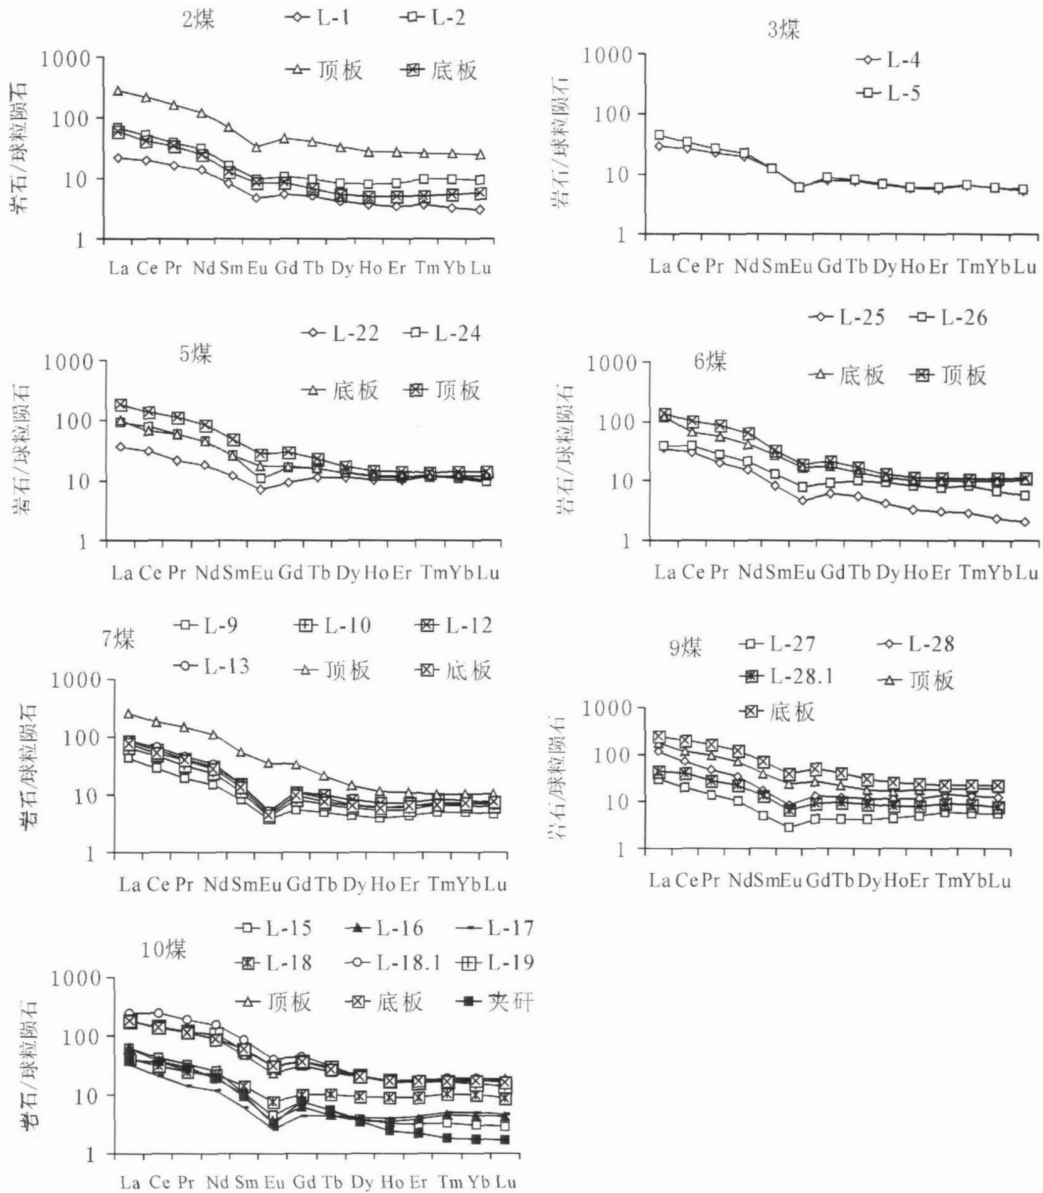 2煤
L-1 L-2
顶板 底板
岩石/球粒陨石
1000
100
10
1
La Ce Pr Nd Sm Eu Gd Tb Dy Ho Er Tm Yb Lu
3煤
L-4
L-5
岩石/球粒陨石
1000
100
10
1
La Ce Pr Nd Sm Eu Gd Tb Dy Ho Er Tm Yb Lu
5煤
L-22 L-24
底板 顶板
岩石/球粒陨石
1000
100
10
1
La Ce Pr Nd Sm Eu Gd Tb Dy Ho Er Tm Yb Lu
6煤
L-25 L-26
底板 顶板
岩石/球粒陨石
1000
100
10
1
La Ce Pr Nd Sm Eu Gd Tb Dy Ho Er Tm Yb Lu
7煤
L-9 L-10 L-12
L-13 顶板 底板
岩石/球粒陨石
1000
100
10
1
La Ce Pr Nd Sm Eu Gd Tb Dy Ho Er Tm Yb Lu
9煤
L-27 L-28
L-28.1 顶板
底板
岩石/球粒陨石
1000
100
10
1
La Ce Pr Nd Sm Eu Gd Tb Dy Ho Er Tm Yb Lu
10煤
L-15 L-16 L-17
L-18 L-18.1 L-19
顶板 底板 夹矸
岩石/球粒陨石
1000
100
10
1
La Ce Pr Nd Sm Eu Gd Tb Dy Ho Er Tm Yb Lu